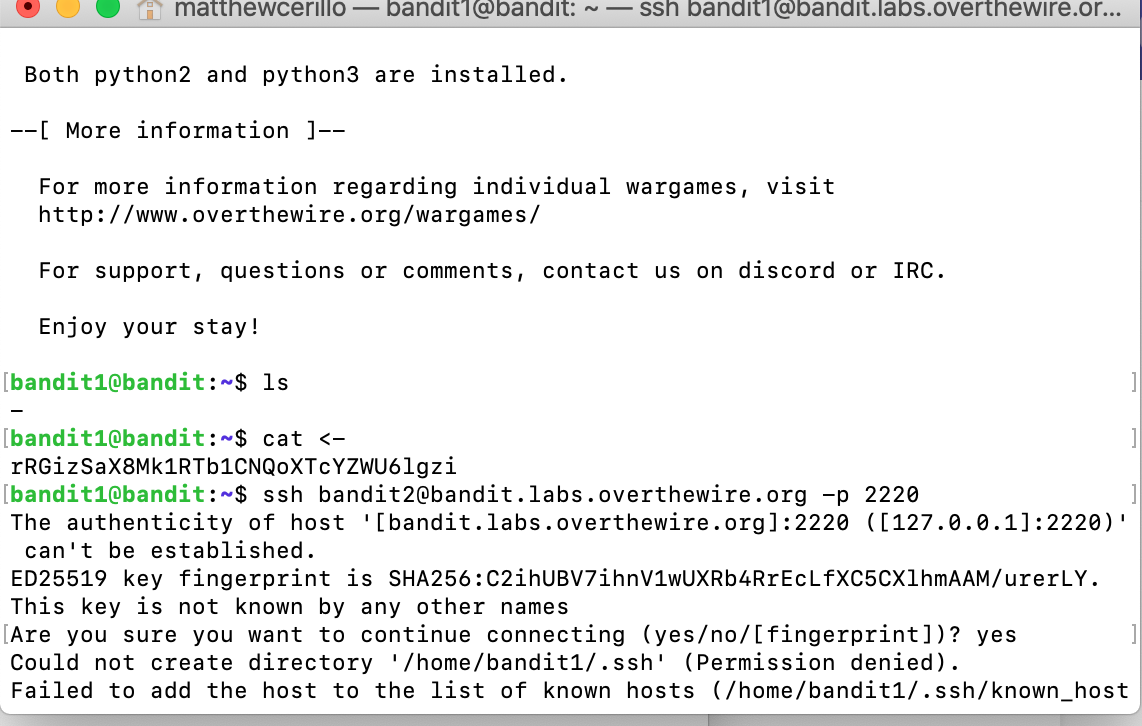 matthewcerillo — bandit1@bandit: ~ — ssh bandit1@bandit.labs.overthewire.or...
Both python2 and python3 are installed.
--[ More information ]--
For more information regarding individual wargames, visit
http://www.overthewire.org/wargames/
For support, questions or comments, contact us on discord or IRC.
Enjoy your stay!
[bandit1@bandit:~$ ls ]
-
[bandit1@bandit:~$ cat <- ]
rRGizSaX8Mk1RTb1CNQoXTcYZWU6lgzi
[bandit1@bandit:~$ ssh bandit2@bandit.labs.overthewire.org -p 2220 ]
The authenticity of host '[bandit.labs.overthewire.org]:2220 ([127.0.0.1]:2220)'
can't be established.
ED25519 key fingerprint is SHA256:C2ihUBV7ihnV1wUXRb4RrEcLfXC5CXlhmAAM/urerLY.
This key is not known by any other names
[Are you sure you want to continue connecting (yes/no/[fingerprint])? yes ]
Could not create directory '/home/bandit1/.ssh' (Permission denied).
Failed to add the host to the list of known hosts (/home/bandit1/.ssh/known_host